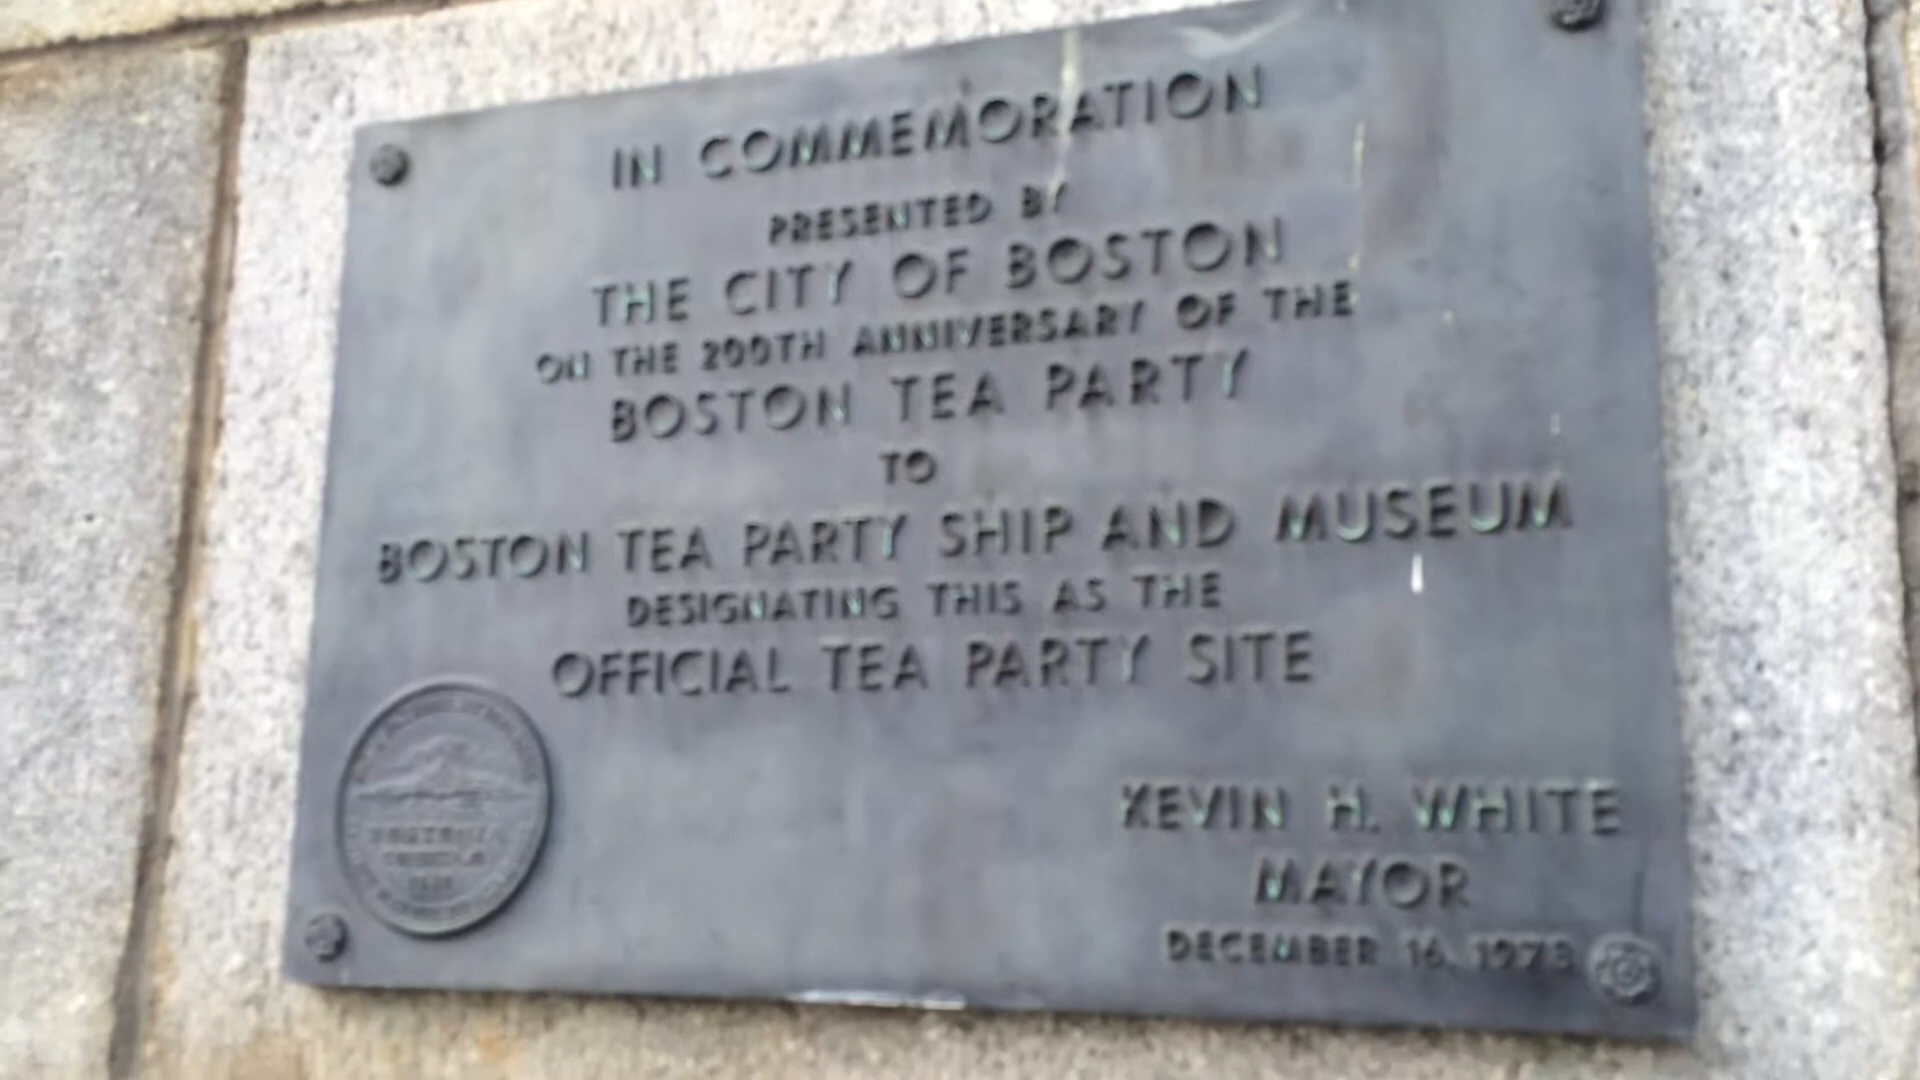 IN COMMEMORATION
PRESENTED BY
THE CITY OF BOSTON
ON THE 200TH ANNIVERSARY OF THE
BOSTON TEA PARTY
TO
BOSTON TEA PARTY SHIP AND MUSEUM
DESIGNATING THIS AS THE
OFFICIAL TEA PARTY SITE
KEVIN H. WHITE
MAYOR
DECEMBER 16, 1973